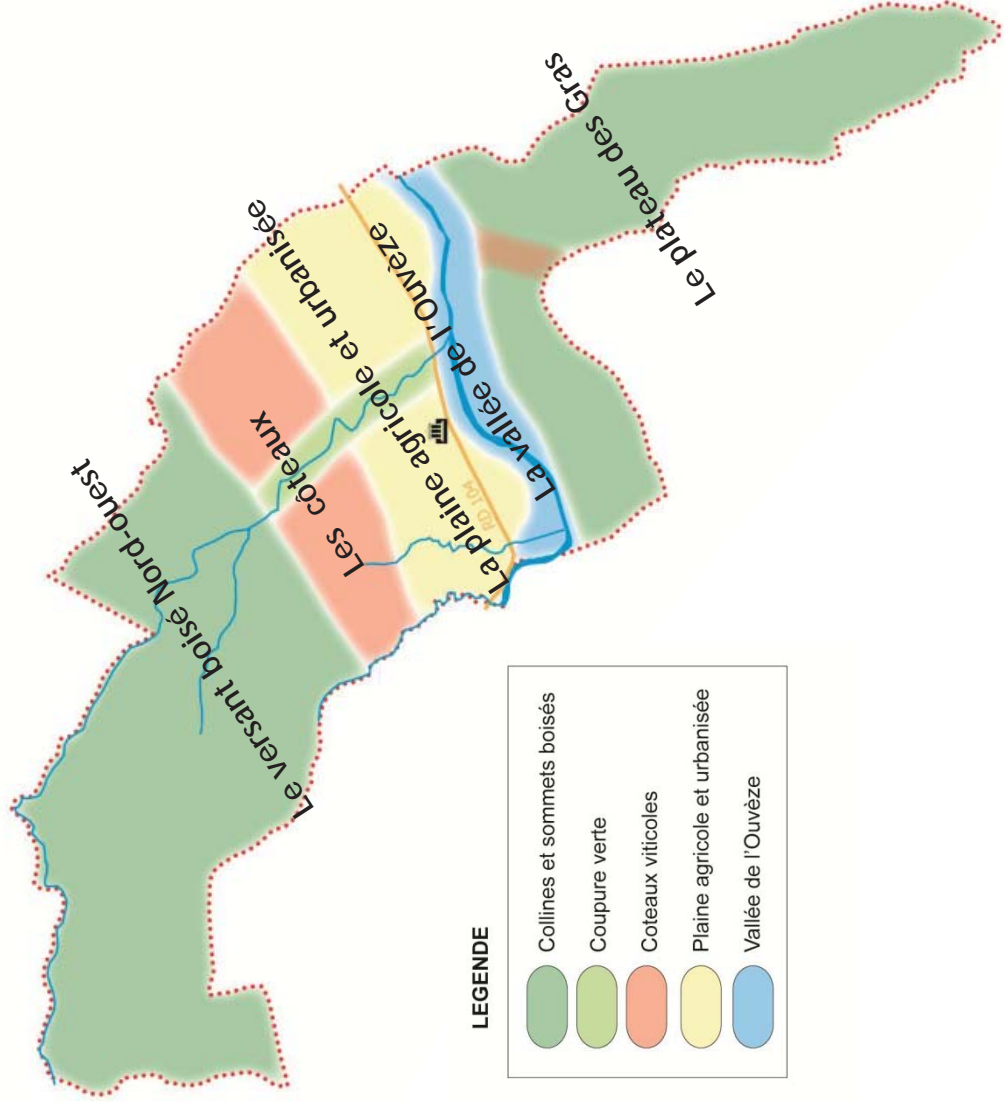 Le versant boisé Nord-ouest
Les côteaux
La plaine agricole et urbanisée
La vallée de l'Ouvèze
Le plateau des Gras
RD 104
LEGENDE
Collines et sommets boisés
Coupure verte
Coteaux viticoles
Plaine agricole et urbanisée
Vallée de l'Ouvèze